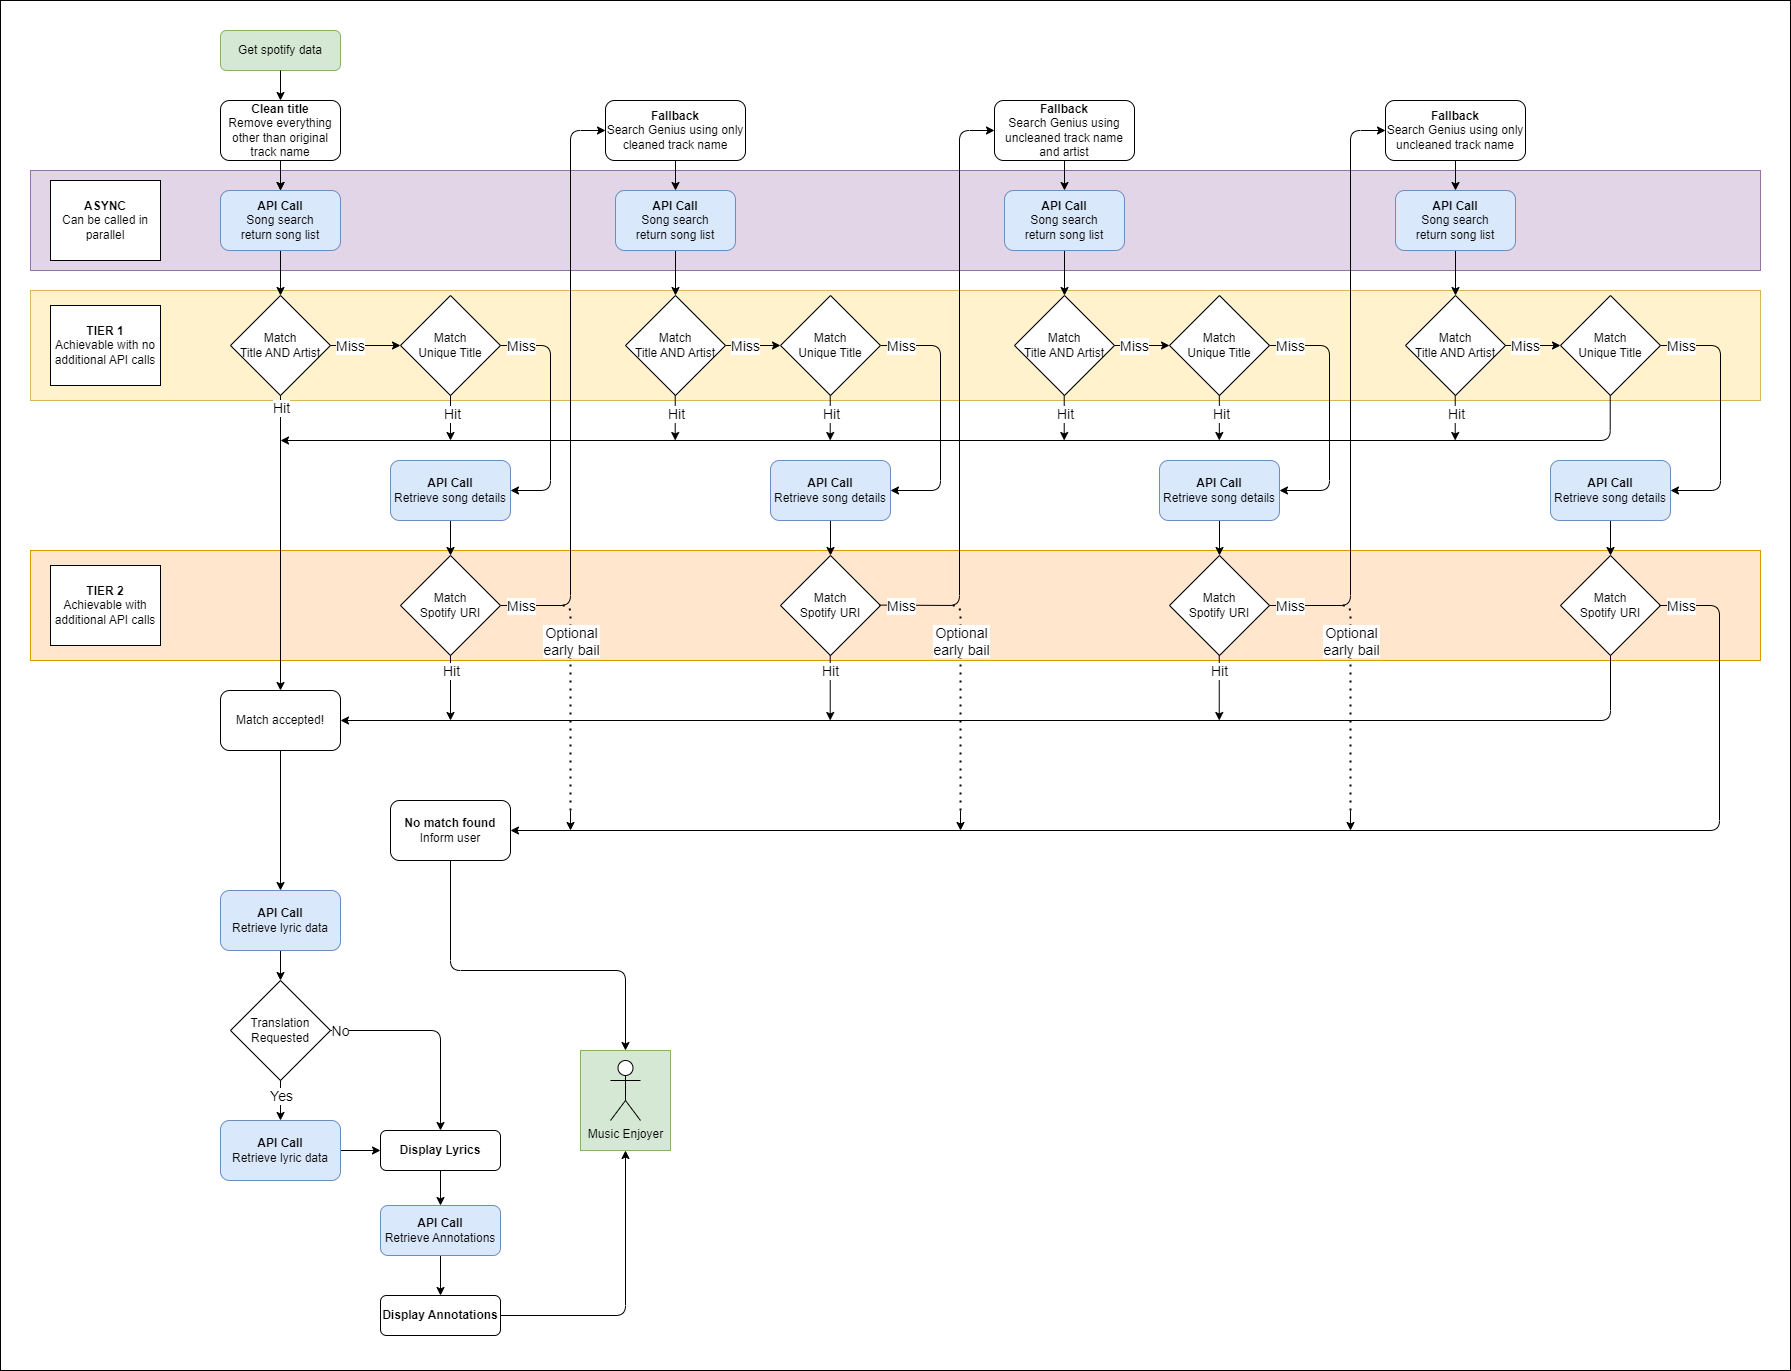 Get spotify data
Clean title
Remove everything
other than original
track name
Fallback
Search Genius using only
cleaned track name
Fallback
Search Genius using
uncleaned track name
and artist
Fallback
Search Genius using only
uncleaned track name
ASYNC
Can be called in
parallel
API Call
Song search
return song list
API Call
Song search
return song list
API Call
Song search
return song list
API Call
Song search
return song list
TIER 1
Achievable with no
additional API calls
Match
Title AND Artist
Miss
Match
Unique Title
Miss
Match
Title AND Artist
Miss
Match
Unique Title
Miss
Match
Title AND Artist
Miss
Match
Unique Title
Miss
Match
Title AND Artist
Miss
Match
Unique Title
Miss
Hit
Hit
Hit
Hit
Hit
Hit
Hit
API Call
Retrieve song details
API Call
Retrieve song details
API Call
Retrieve song details
API Call
Retrieve song details
TIER 2
Achievable with
additional API calls
Match
Spotify URI
Miss
Optional
early bail
Match
Spotify URI
Miss
Optional
early bail
Match
Spotify URI
Miss
Optional
early bail
Match
Spotify URI
Miss
Hit
Hit
Hit
Match accepted!
No match found
Inform user
API Call
Retrieve lyric data
Translation
Requested
No
Yes
API Call
Retrieve lyric data
Display Lyrics
Music Enjoyer
API Call
Retrieve Annotations
Display Annotations